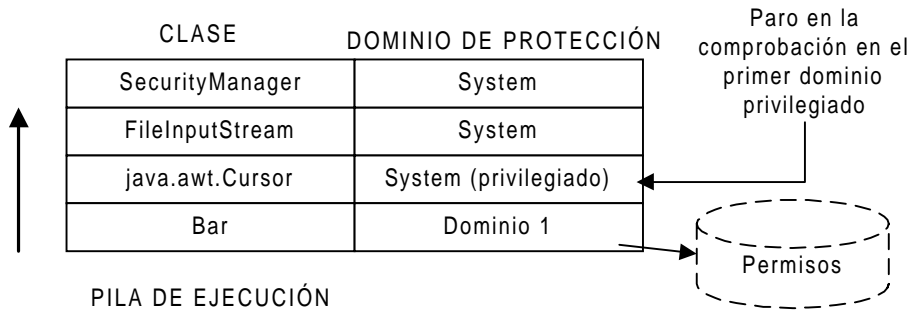 CLASE
DOMINIO DE PROTECCIÓN
Paro en la
comprobación en el
primer dominio
privilegiado
SecurityManager
System
FileInputStream
System
java.awt.Cursor
System (privilegiado)
Bar
Dominio 1
Permisos
PILA DE EJECUCIÓN